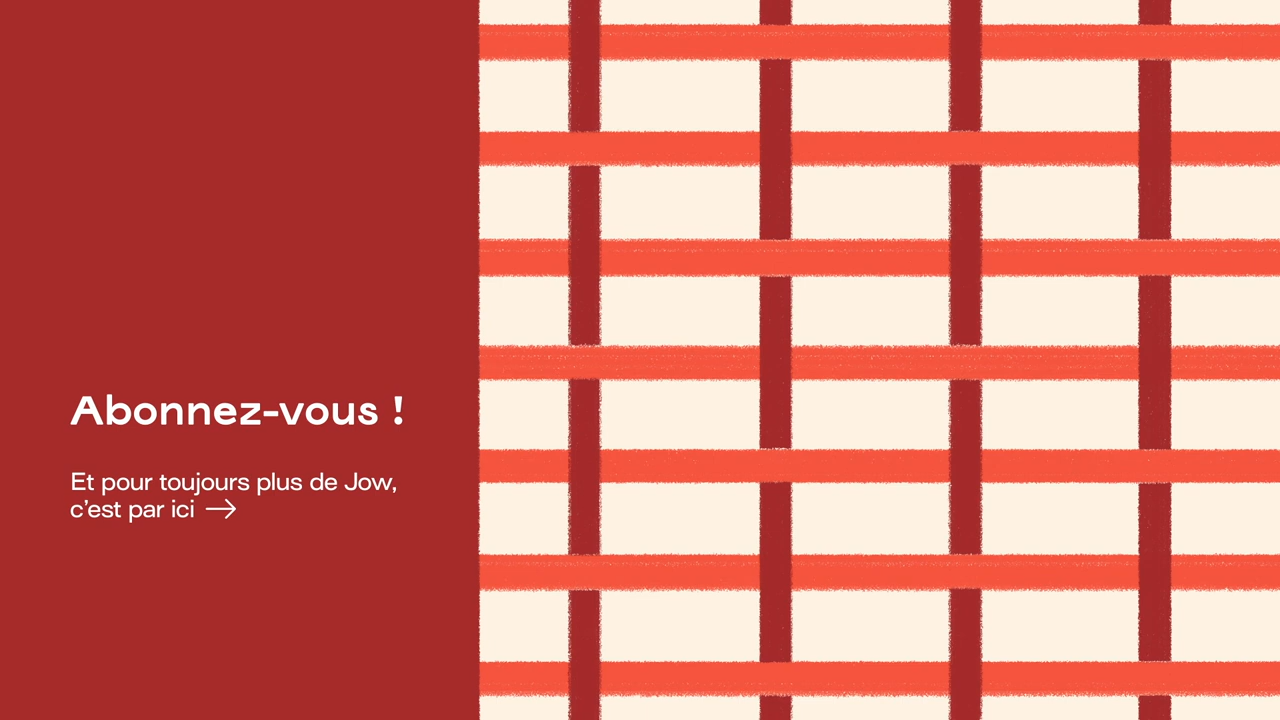 Abonnez-vous !
Et pour toujours plus de Jow,
c’est par ici →